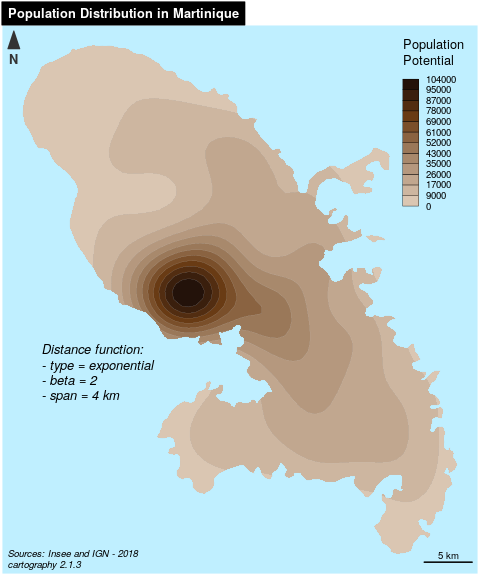 Population Distribution in Martinique
N
Population
Potential
104000
95000
87000
78000
69000
61000
52000
43000
35000
26000
17000
9000
0
Distance function:
- type = exponential
- beta = 2
- span = 4 km
Sources: Insee and IGN - 2018
cartography 2.1.3
5 km